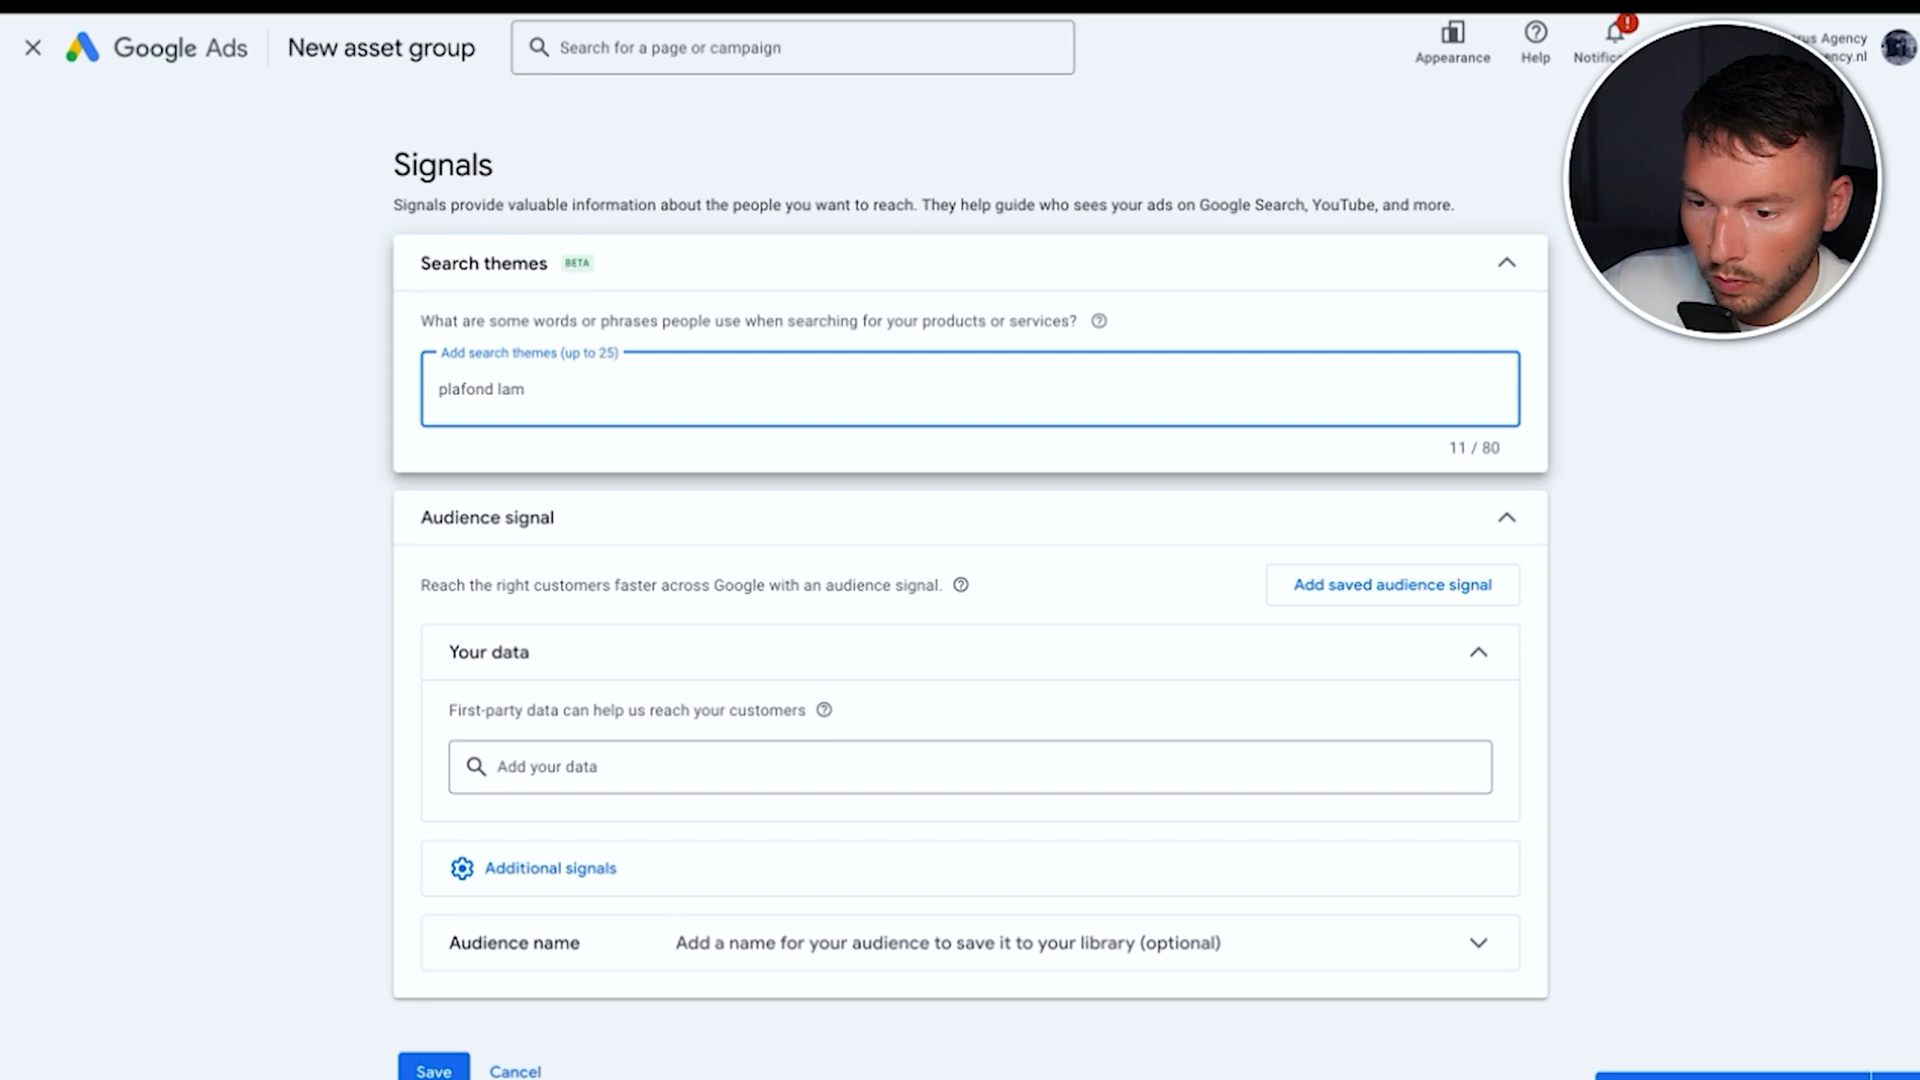 Google Ads
New asset group
Search for a page or campaign
Appearance
Help
Agency
Signals
Signals provide valuable information about the people you want to reach. They help guide who sees your ads on Google Search, YouTube, and more.
Search themes BETA
What are some words or phrases people use when searching for your products or services?
Add search themes (up to 25)
plafond lam
11 / 80
Audience signal
Reach the right customers faster across Google with an audience signal.
Add saved audience signal
Your data
First-party data can help us reach your customers
Add your data
Additional signals
Audience name
Add a name for your audience to save it to your library (optional)
Save
Cancel